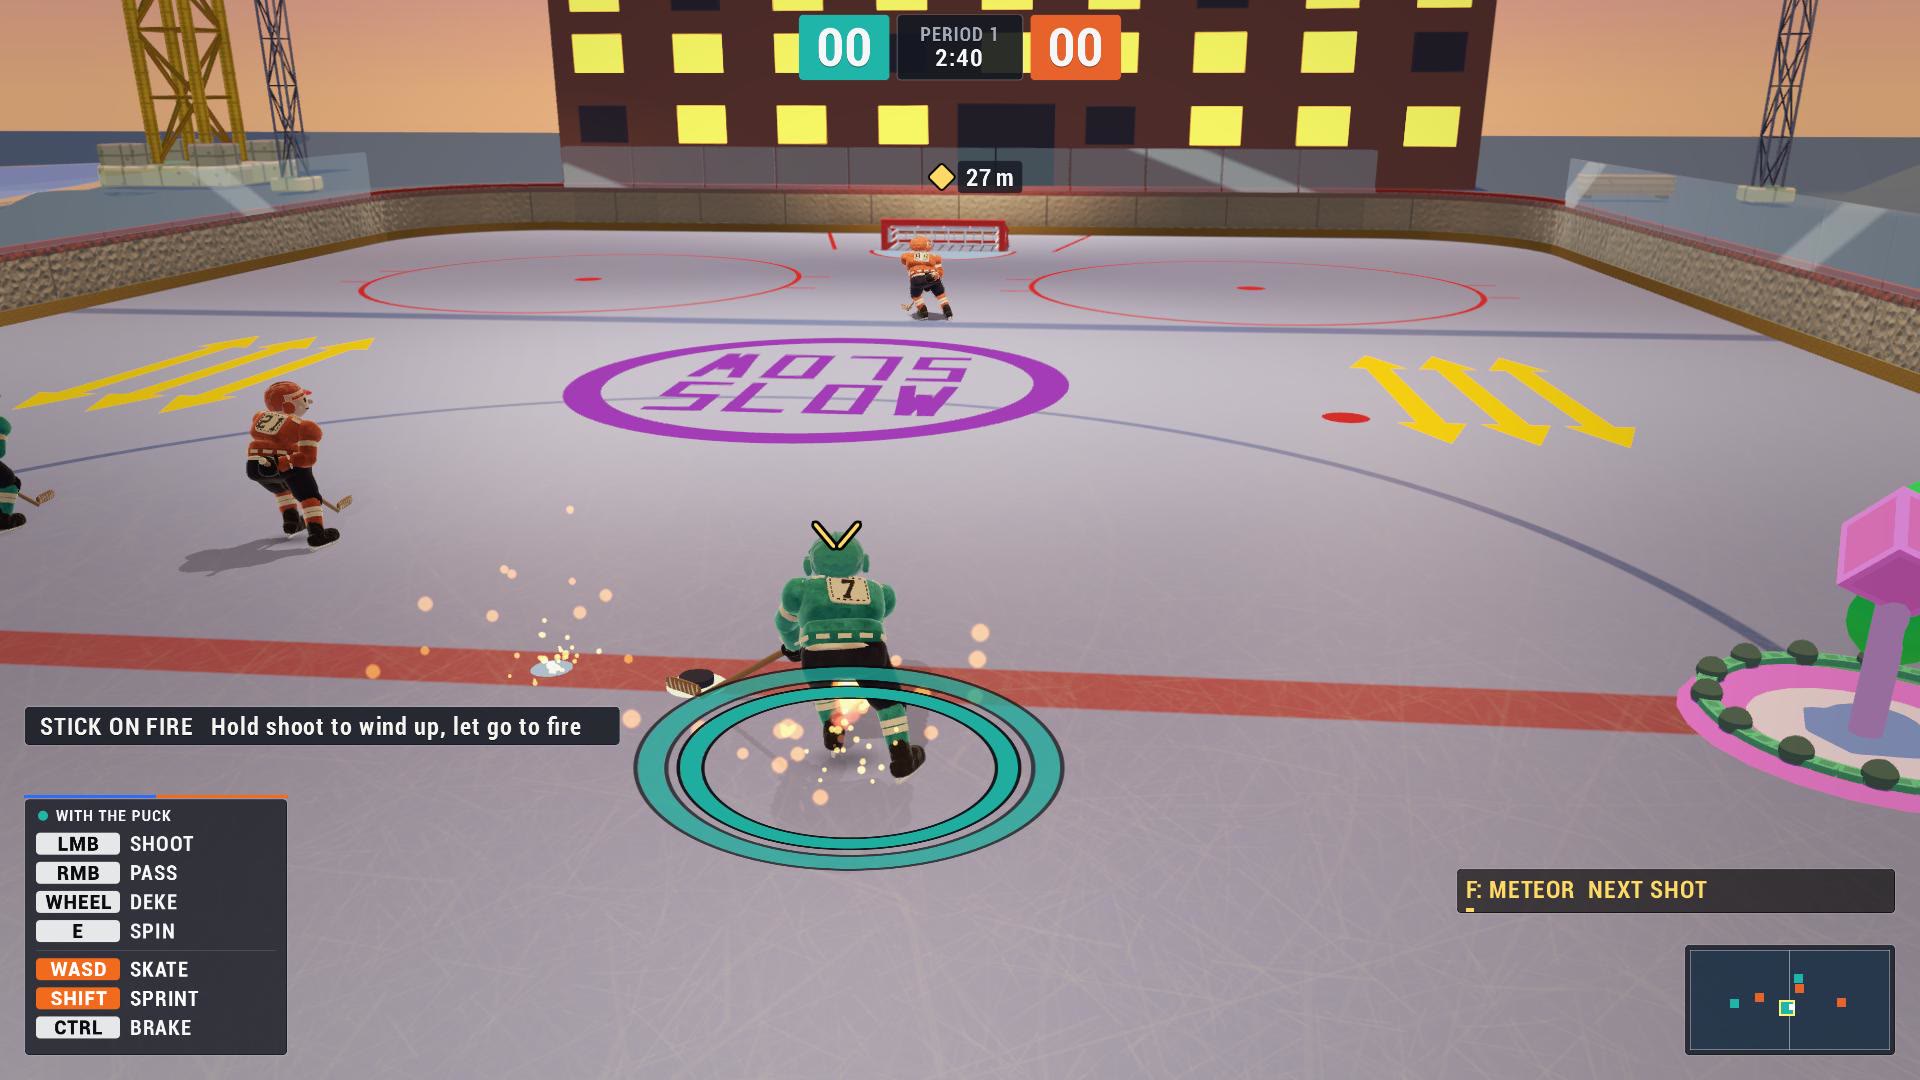 00
PERIOD 1
2:40
00
27 m
SLOW
SLOW
21
7
STICK ON FIRE Hold shoot to wind up, let go to fire
WITH THE PUCK
LMB SHOOT
RMB PASS
WHEEL DEKE
E SPIN
WASD SKATE
SHIFT SPRINT
CTRL BRAKE
F: METEOR NEXT SHOT